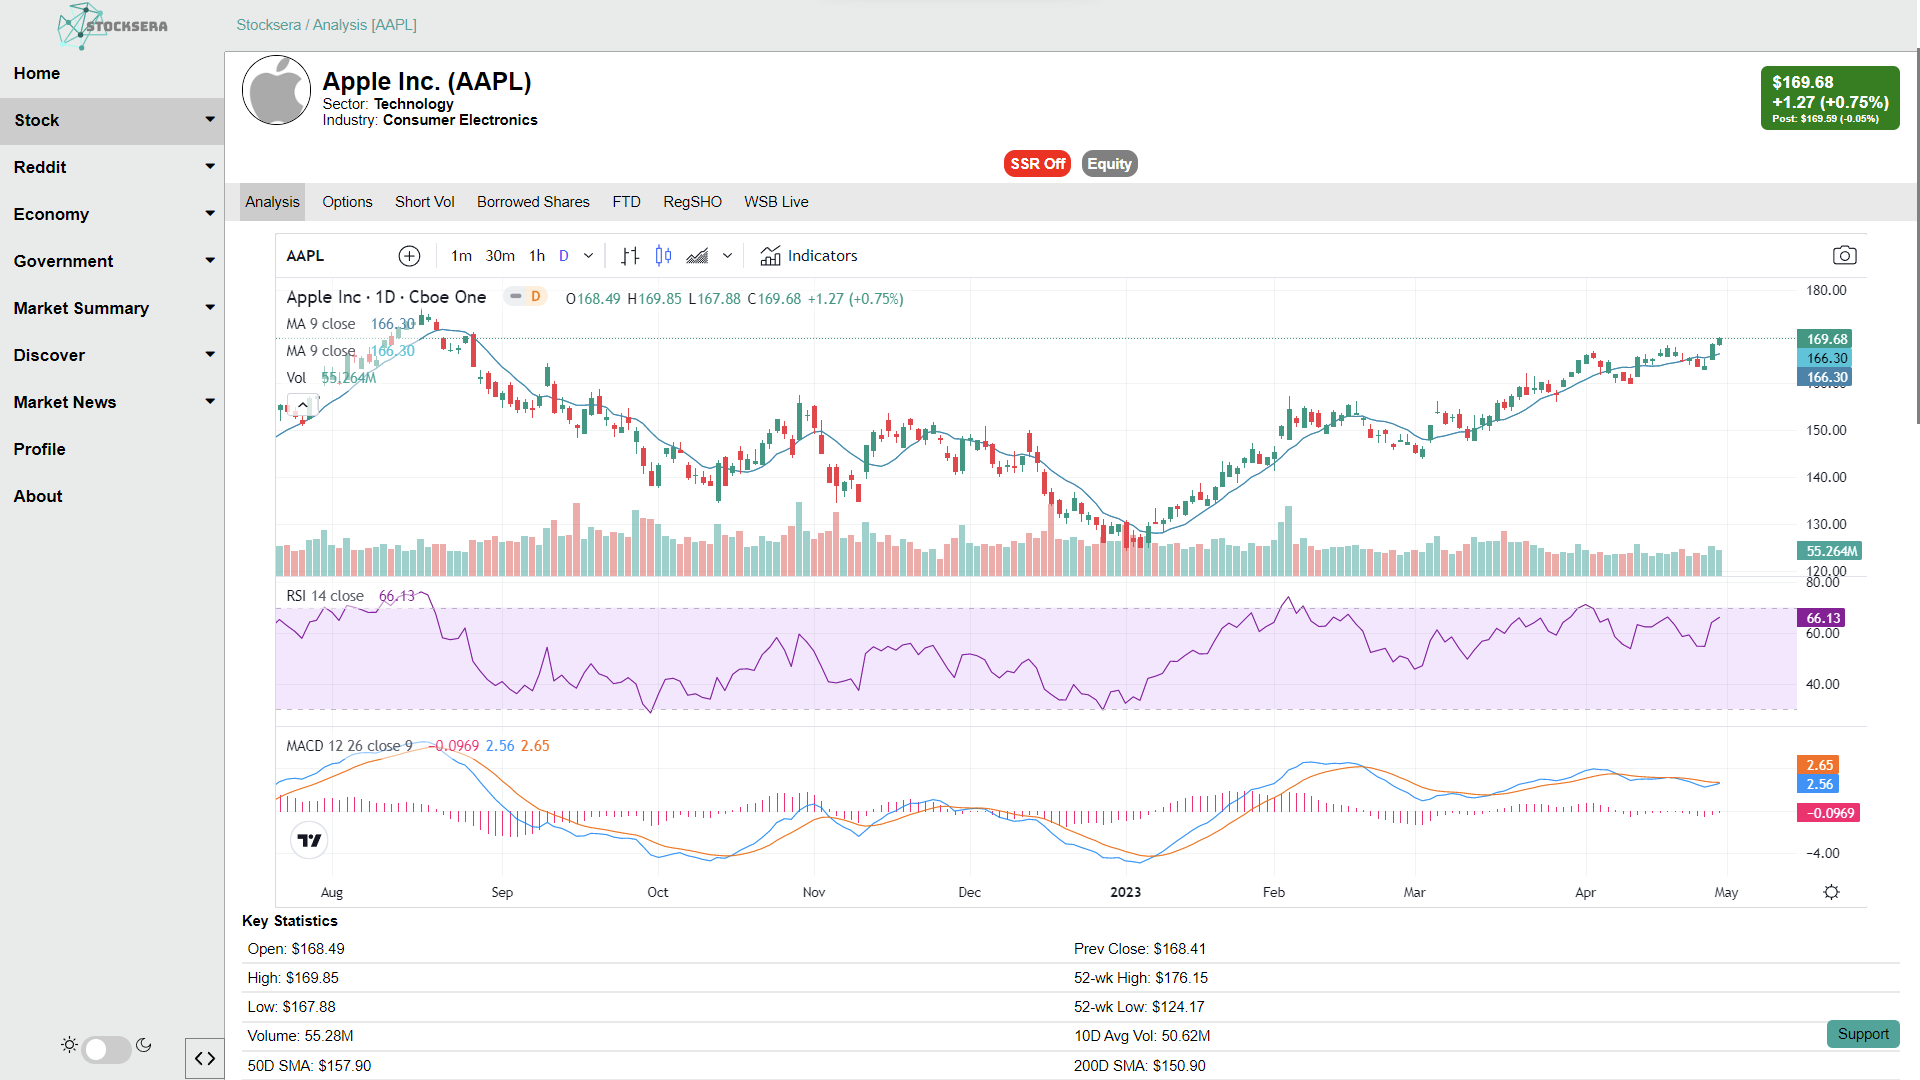 STOCKSERA
Stocksera / Analysis [AAPL]
Home
Stock
Reddit
Economy
Government
Market Summary
Discover
Market News
Profile
About
Apple Inc. (AAPL)
Sector: Technology
Industry: Consumer Electronics
$169.68
+1.27 (+0.75%)
Post: $169.59 (-0.05%)
SSR Off Equity
Analysis Options Short Vol Borrowed Shares FTD RegSHO WSB Live
AAPL 1m 30m 1h D Indicators
Apple Inc · 1D · Cboe One D O168.49 H169.85 L167.88 C169.68 +1.27 (+0.75%)
MA 9 close 166.30
MA 9 close 166.30
Vol 55.264M
180.00
169.68
166.30
166.30
160.00
150.00
140.00
130.00
55.264M
120.00
80.00
RSI 14 close 66.13
66.13
60.00
40.00
MACD 12 26 close 9 −0.0969 2.56 2.65
2.65
2.56
−0.0969
−4.00
Aug Sep Oct Nov Dec 2023 Feb Mar Apr May
Key Statistics
Open: $168.49 Prev Close: $168.41
High: $169.85 52-wk High: $176.15
Low: $167.88 52-wk Low: $124.17
Volume: 55.28M 10D Avg Vol: 50.62M
50D SMA: $157.90 200D SMA: $150.90
Support